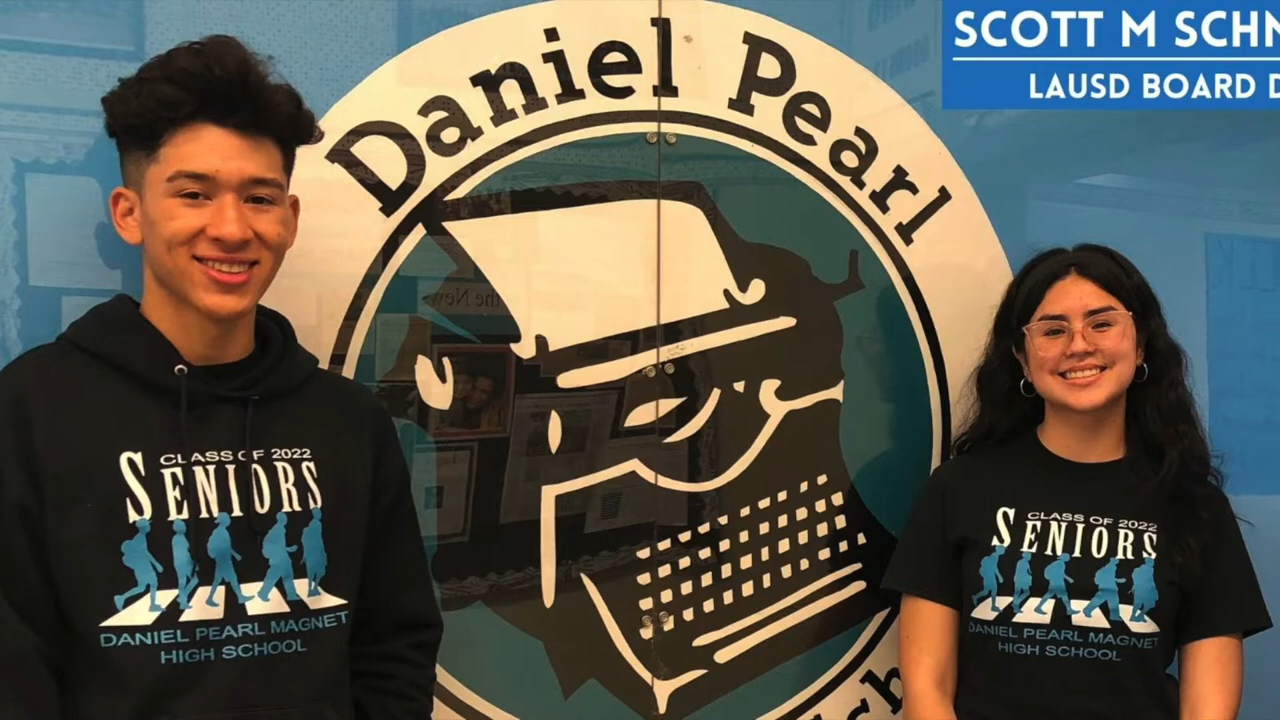 SCOTT M SCHN
LAUSD BOARD D
Daniel Pearl
CLASS OF 2022
SENIORS
DANIEL PEARL MAGNET
HIGH SCHOOL
CLASS OF 2022
SENIORS
DANIEL PEARL MAGNET
HIGH SCHOOL